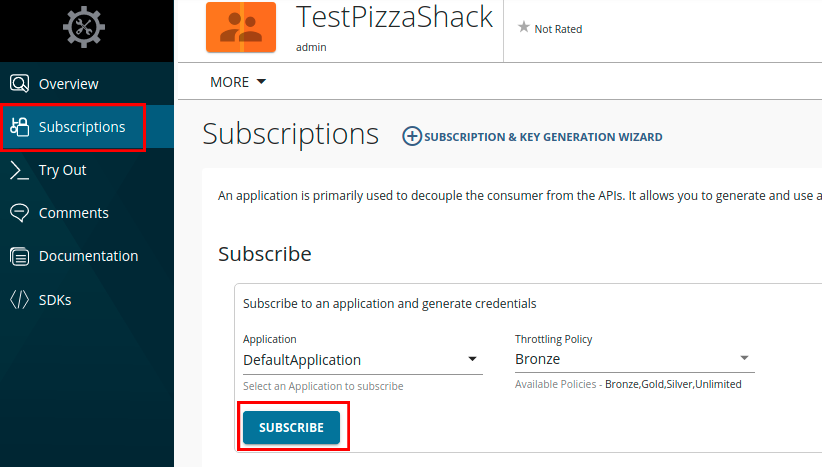 TestPizzaShack
admin
Not Rated
Overview
Subscriptions
Try Out
Comments
Documentation
SDKs
MORE
Subscriptions
SUBSCRIPTION & KEY GENERATION WIZARD
An application is primarily used to decouple the consumer from the APIs. It allows you to generate and use a
Subscribe
Subscribe to an application and generate credentials
Application
Throttling Policy
DefaultApplication
Bronze
Select an Application to subscribe
Available Policies - Bronze,Gold,Silver,Unlimited
SUBSCRIBE